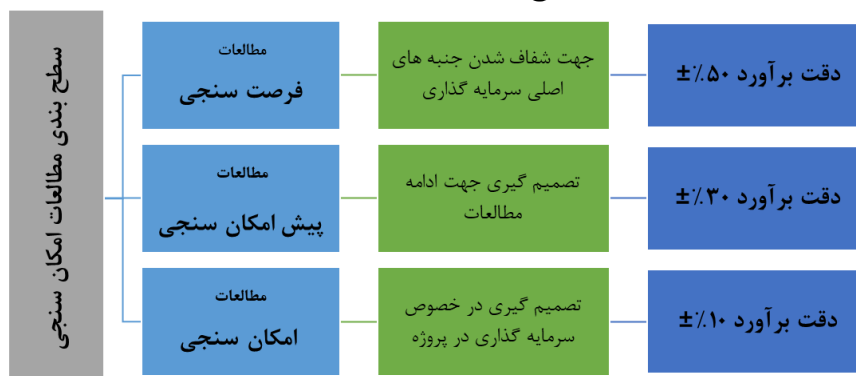 سطح بندی مطالعات امکان سنجی
مطالعات
فرصت سنجی
جهت شفاف شدن جنبه های
اصلی سرمایه گذاری
دقت برآورد ۵۰٪±
مطالعات
پیش امکان سنجی
تصمیم گیری جهت ادامه
مطالعات
دقت برآورد ۳۰٪±
مطالعات
امکان سنجی
تصمیم گیری در خصوص
سرمایه گذاری در پروژه
دقت برآورد ۱۰٪±